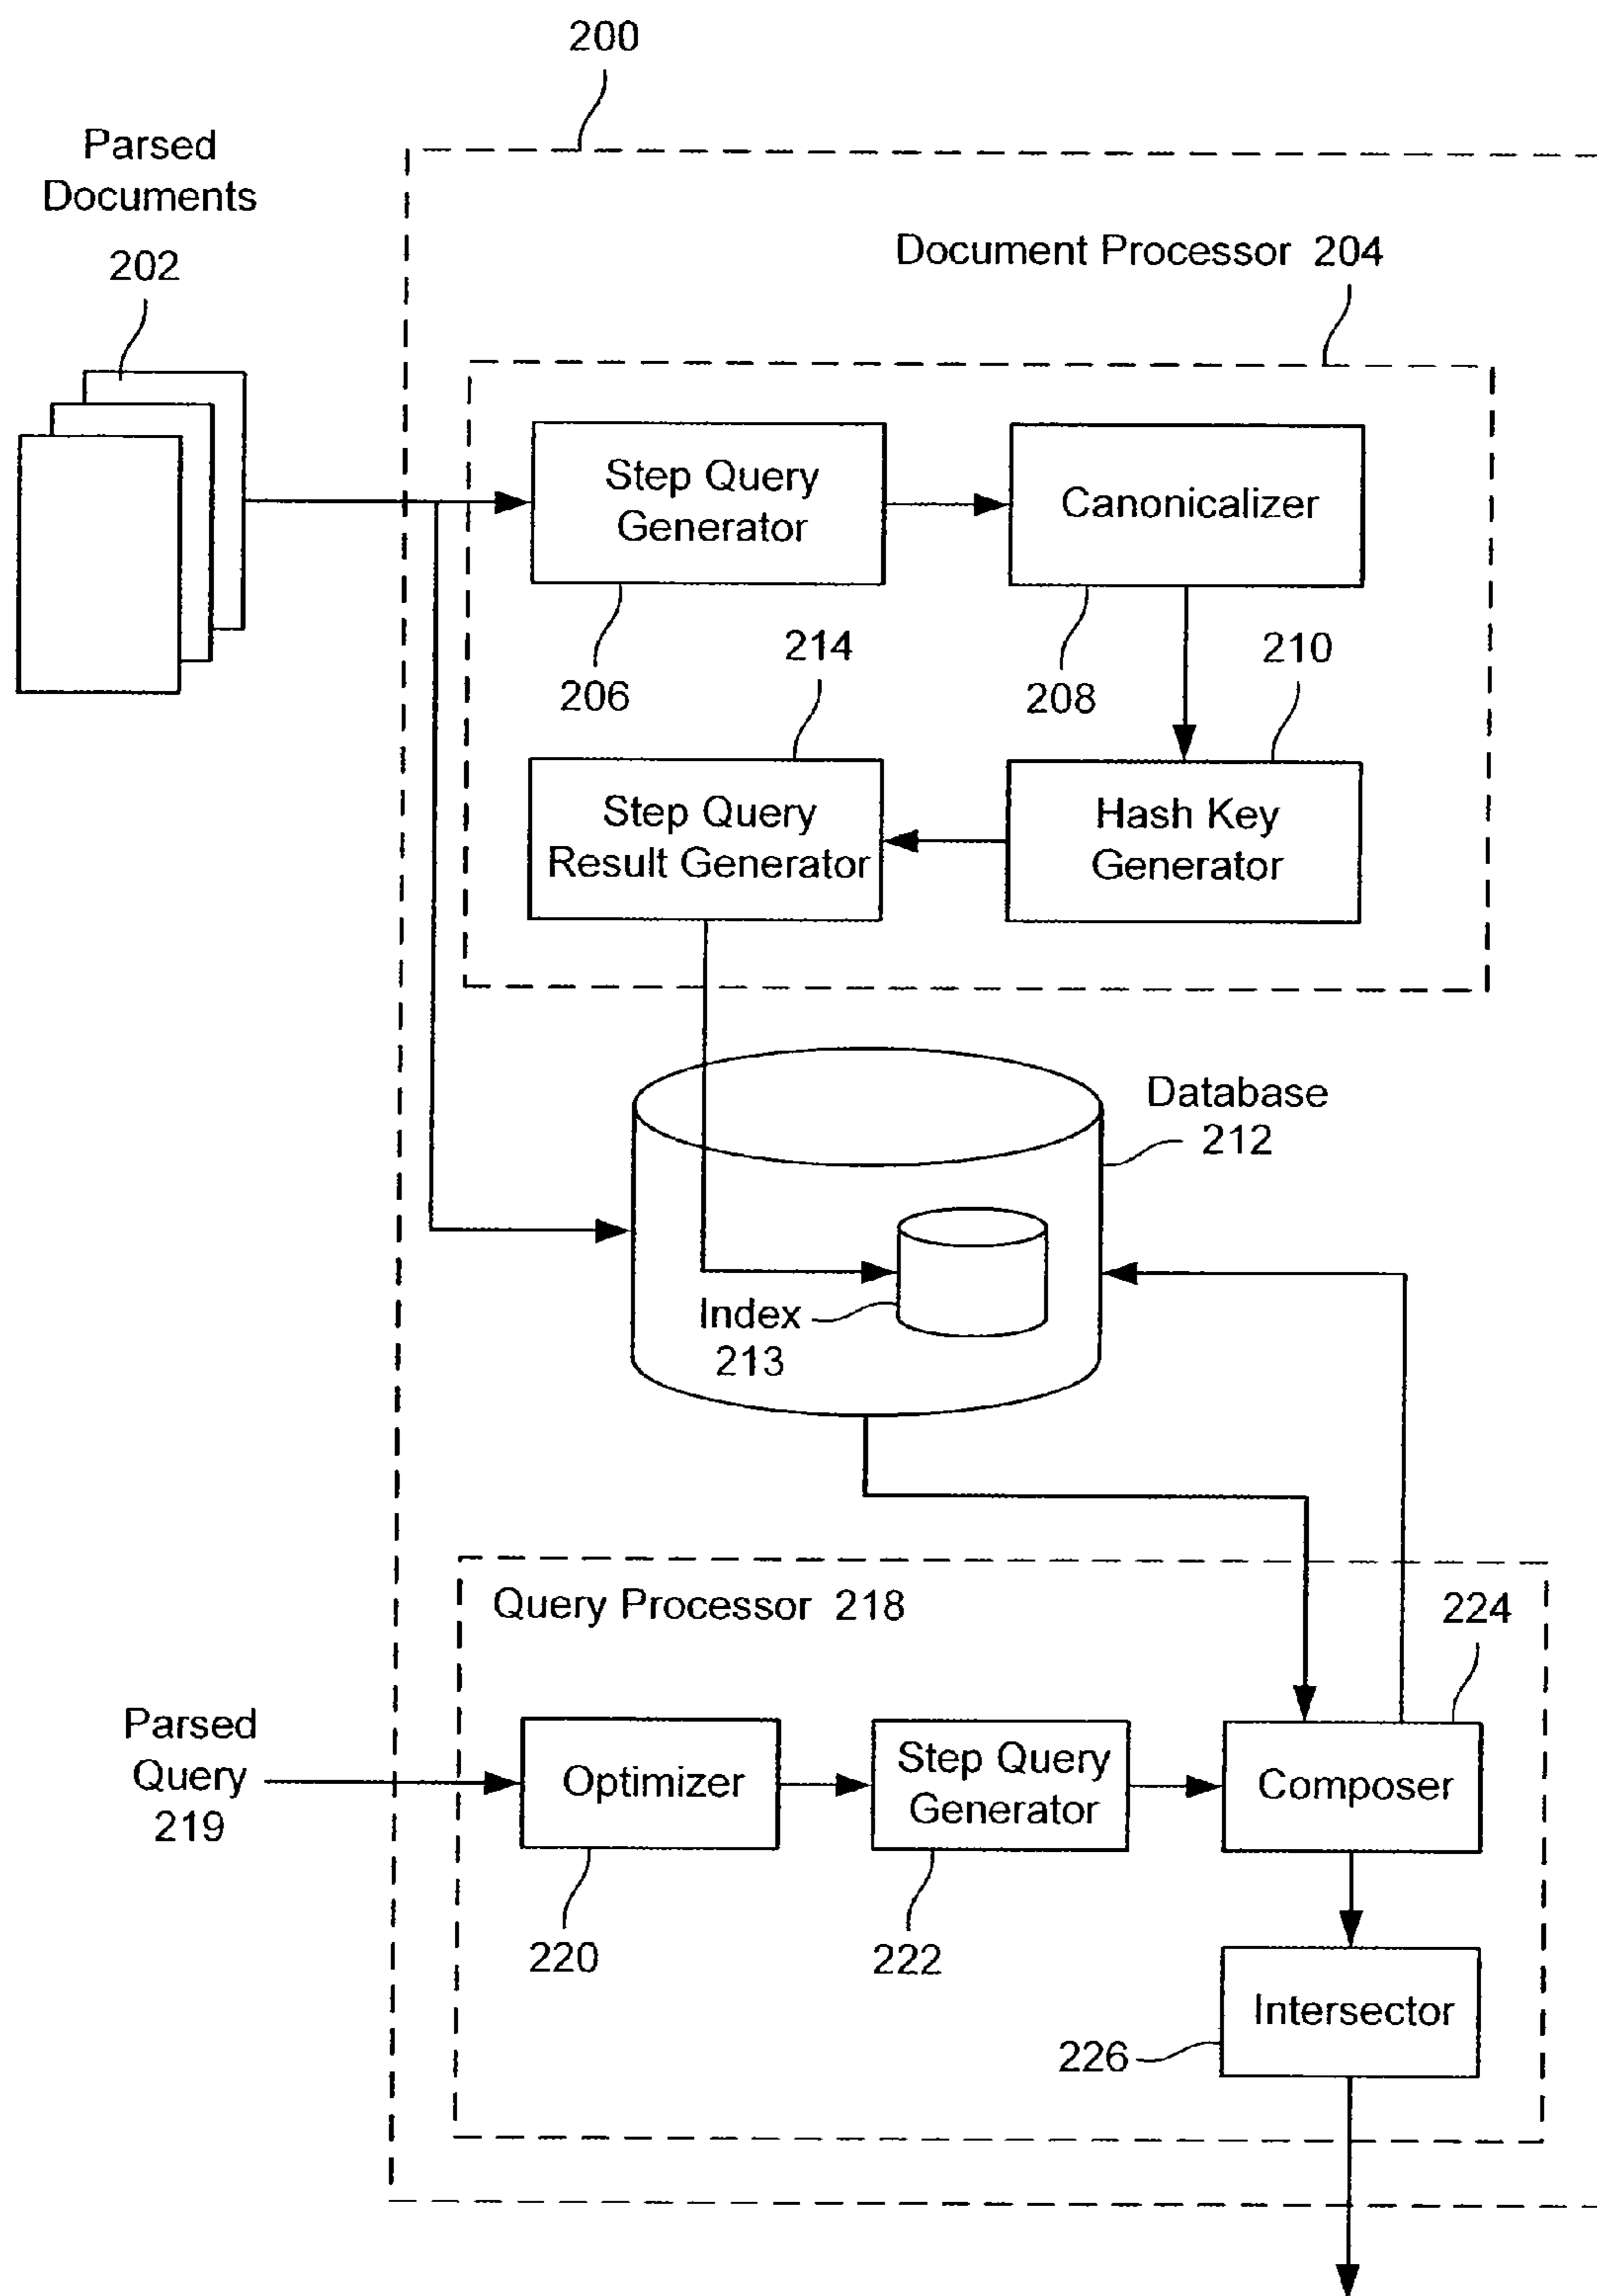 200
Parsed
Documents
202
Document Processor 204
Step Query
Generator
Canonicalizer
206
214
208
210
Step Query
Result Generator
Hash Key
Generator
Database
212
Index
213
Query Processor 218
224
Parsed
Query
219
Optimizer
Step Query
Generator
Composer
220
222
Intersector
226